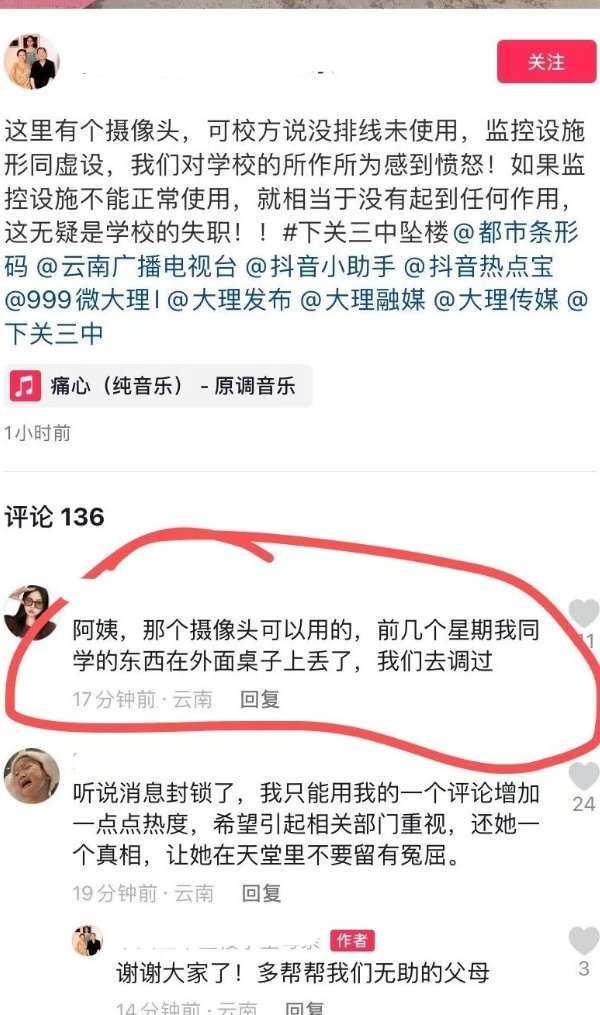 关注
这里有个摄像头，可校方说没排线未使用，监控设施
形同虚设，我们对学校的所作所为感到愤怒！如果监
控设施不能正常使用，就相当于没有起到任何作用，
这无疑是学校的失职！！#下关三中坠楼@都市条形
码 @云南广播电视台 @抖音小助手 @抖音热点宝
@999微大理I @大理发布 @大理融媒 @大理传媒 @
下关三中
痛心（纯音乐） - 原调音乐
1小时前
评论 136
阿姨，那个摄像头可以用的，前几个星期我同
学的东西在外面桌子上丢了，我们去调过
17分钟前 · 云南 回复
听说消息封锁了，我只能用我的一个评论增加
一点点热度，希望引起相关部门重视，还她一
个真相，让她在天堂里不要留有冤屈。
24
19分钟前 · 云南 回复
作者
谢谢大家了！多帮帮我们无助的父母
3
14分钟前 · 云南 回复